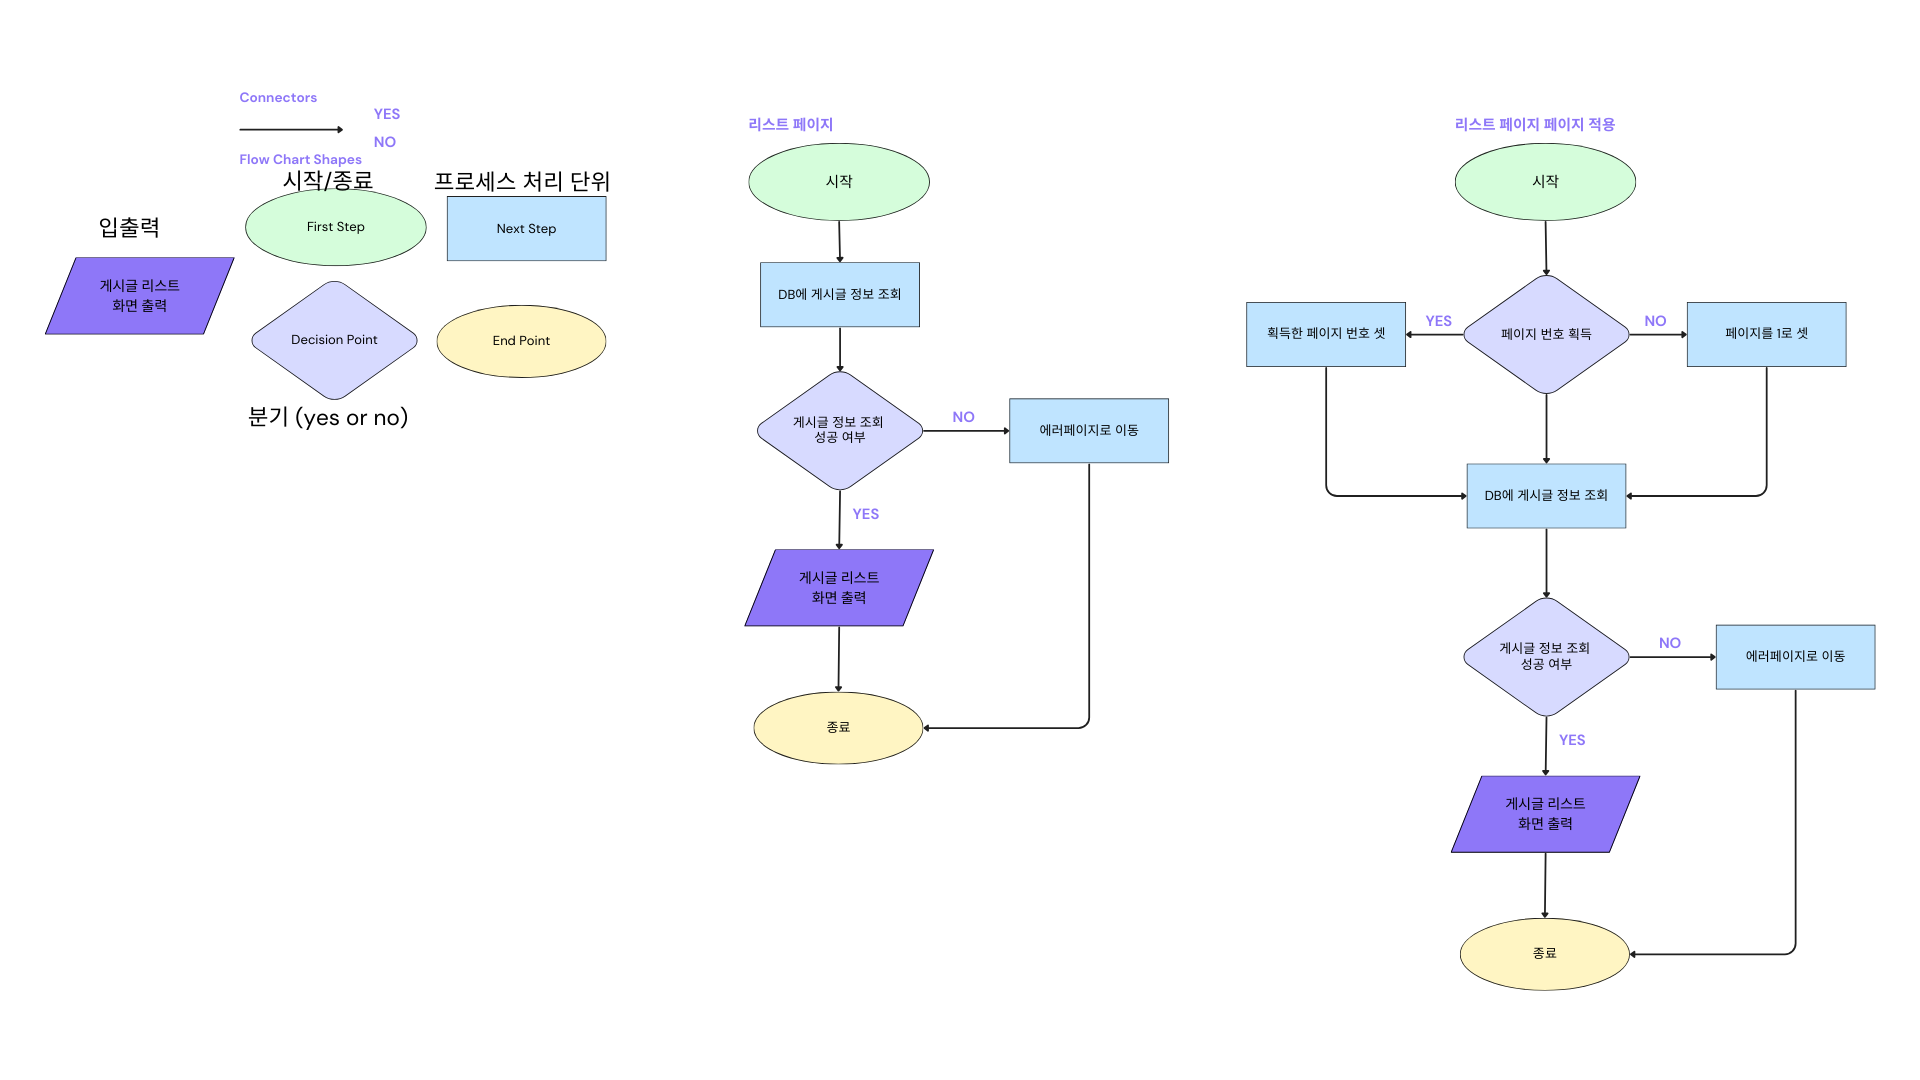 Connectors
YES
NO
Flow Chart Shapes
시작/종료
프로세스 처리 단위
입출력
First Step
Next Step
게시글 리스트
화면 출력
Decision Point
End Point
분기 (yes or no)
리스트 페이지
시작
DB에 게시글 정보 조회
게시글 정보 조회
성공 여부
NO
에러페이지로 이동
YES
게시글 리스트
화면 출력
종료
리스트 페이지 페이지 적용
시작
획득한 페이지 번호 셋
YES
페이지 번호 획득
NO
페이지를 1로 셋
DB에 게시글 정보 조회
게시글 정보 조회
성공 여부
NO
에러페이지로 이동
YES
게시글 리스트
화면 출력
종료